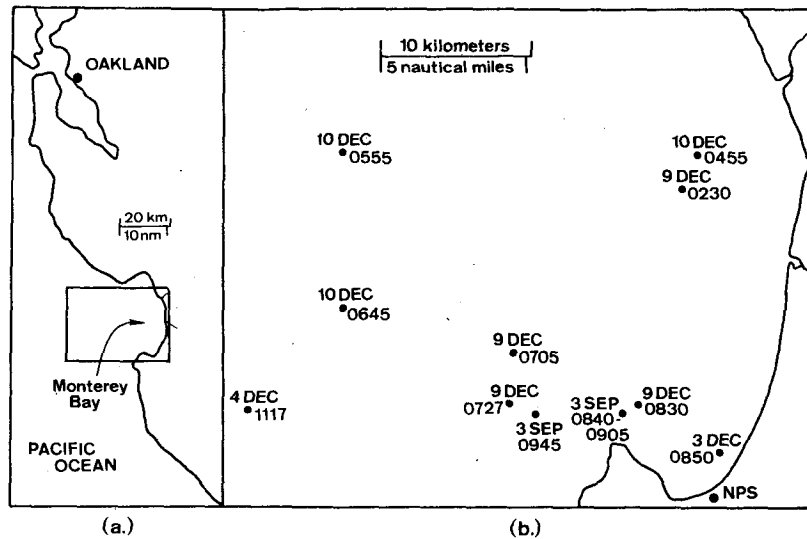 OAKLAND
20 km
10 nm
Monterey
Bay
PACIFIC
OCEAN
(a.)
10 kilometers
5 nautical miles
10 DEC
0555
10 DEC
0455
9 DEC
0230
10 DEC
0645
9 DEC
0705
4 DEC
1117
9 DEC
0727
3 SEP
0945
3 SEP
0840-
0905
9 DEC
0830
3 DEC
0850
NPS
(b.)